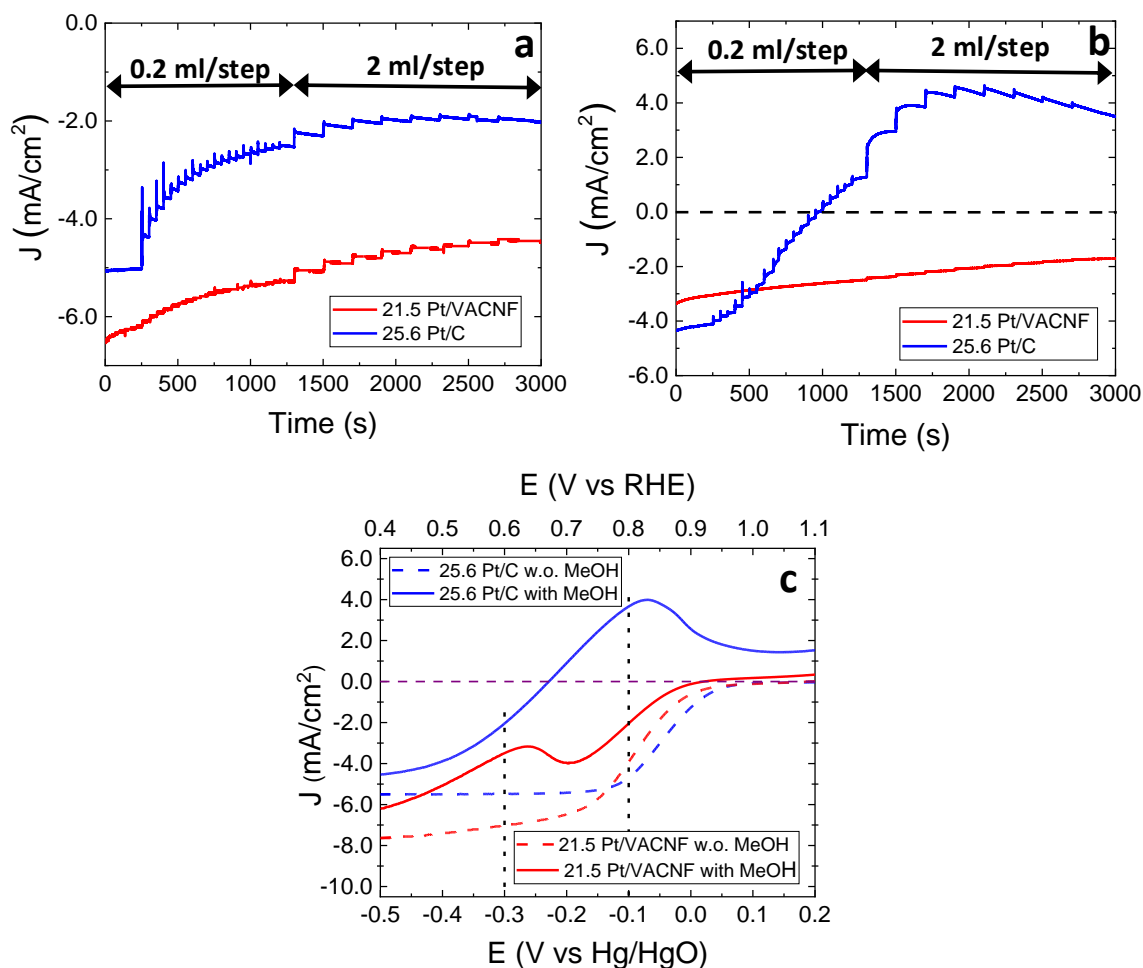 a
0.2 ml/step
2 ml/step
0.0
-2.0
-4.0
-6.0
J (mA/cm²)
21.5 Pt/VACNF
25.6 Pt/C
0 500 1000 1500 2000 2500 3000
Time (s)
b
0.2 ml/step
2 ml/step
6.0
4.0
2.0
0.0
-2.0
-4.0
-6.0
J (mA/cm²)
21.5 Pt/VACNF
25.6 Pt/C
0 500 1000 1500 2000 2500 3000
Time (s)
E (V vs RHE)
0.4 0.5 0.6 0.7 0.8 0.9 1.0 1.1
c
25.6 Pt/C w.o. MeOH
25.6 Pt/C with MeOH
6.0
4.0
2.0
0.0
-2.0
-4.0
-6.0
-8.0
-10.0
J (mA/cm²)
21.5 Pt/VACNF w.o. MeOH
21.5 Pt/VACNF with MeOH
-0.5 -0.4 -0.3 -0.2 -0.1 0.0 0.1 0.2
E (V vs Hg/HgO)